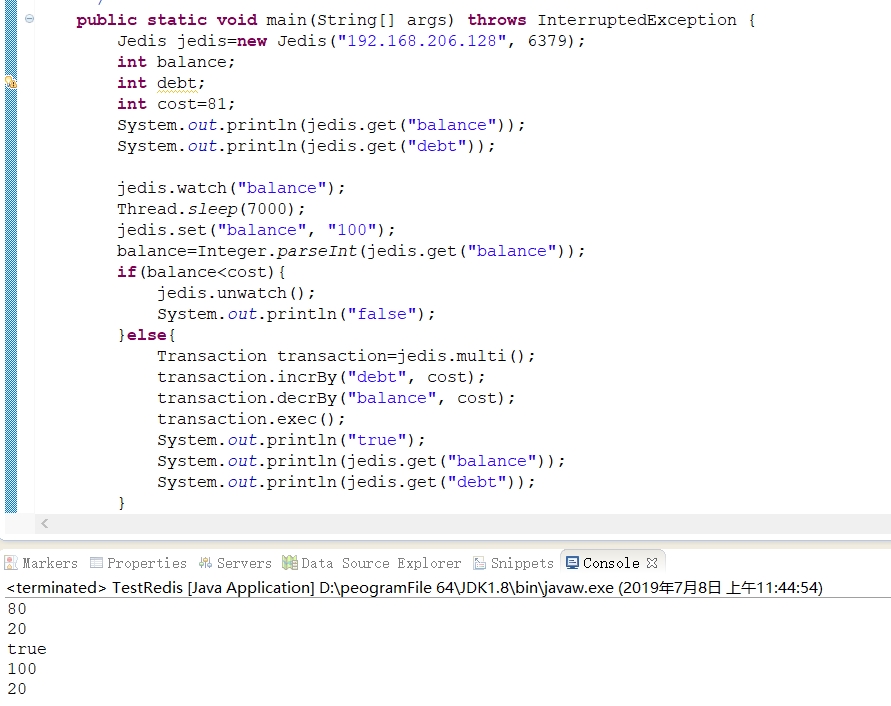 public static void main(String[] args) throws InterruptedException {
Jedis jedis=new Jedis("192.168.206.128", 6379);
int balance;
int debt;
int cost=81;
System.out.println(jedis.get("balance"));
System.out.println(jedis.get("debt"));
jedis.watch("balance");
Thread.sleep(7000);
jedis.set("balance", "100");
balance=Integer.parseInt(jedis.get("balance"));
if(balance<cost){
jedis.unwatch();
System.out.println("false");
}else{
Transaction transaction=jedis.multi();
transaction.incrBy("debt", cost);
transaction.decrBy("balance", cost);
transaction.exec();
System.out.println("true");
System.out.println(jedis.get("balance"));
System.out.println(jedis.get("debt"));
}
Markers Properties Servers Data Source Explorer Snippets Console
<terminated> TestRedis [Java Application] D:\peogramFile 64\JDK1.8\bin\javaw.exe (2019年7月8日 上午11:44:54)
80
20
true
100
20